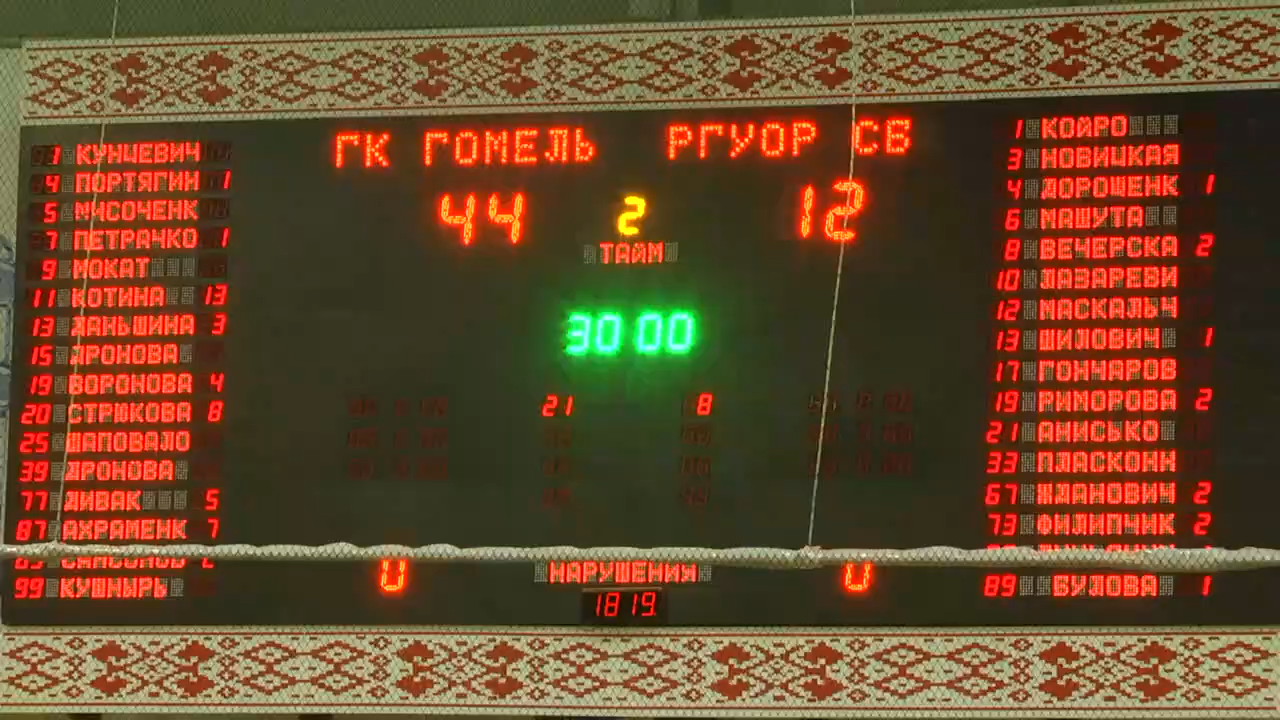 ГК ГОМЕЛЬ РГУОР СВ
44 2 12
ТАЙМ
30 00
21 8
КУНЦЕВИЧ
4 ПОРТЯГИН 1
5 МИСОЧЕНК
7 ПЕТРАЧКО 1
9 МОКАТ
11 КОТИНА 13
13 ЛАНЬШИНА 3
15 ДРОНОВА
19 ВОРОНОВА 4
20 СТРЮКОВА 8
25 ШАПОВАЛО
39 ДРОНОВА
77 ДИВАК 5
87 АХРАМЕНК 7
99 КУШНЫРЬ
1 КОЙРО
3 НОВИЦКАЯ
4 ДОРОШЕНК 1
6 МАШУТА
8 ВЕЧЕРСКА 2
10 ЛАВАРЕВИ
12 МАСКАЛЬЧ
13 ШИЛОВИЧ 1
17 ГОНЧАРОВ
19 РИМОРОВА 2
21 АНИСЬКО
33 ПЛАСКОНН
67 ЖДАНОВИЧ 2
73 ФИЛИПЧИК 2
89 БУЛОВА 1
0 НАРУШЕНИЯ 0
18 19